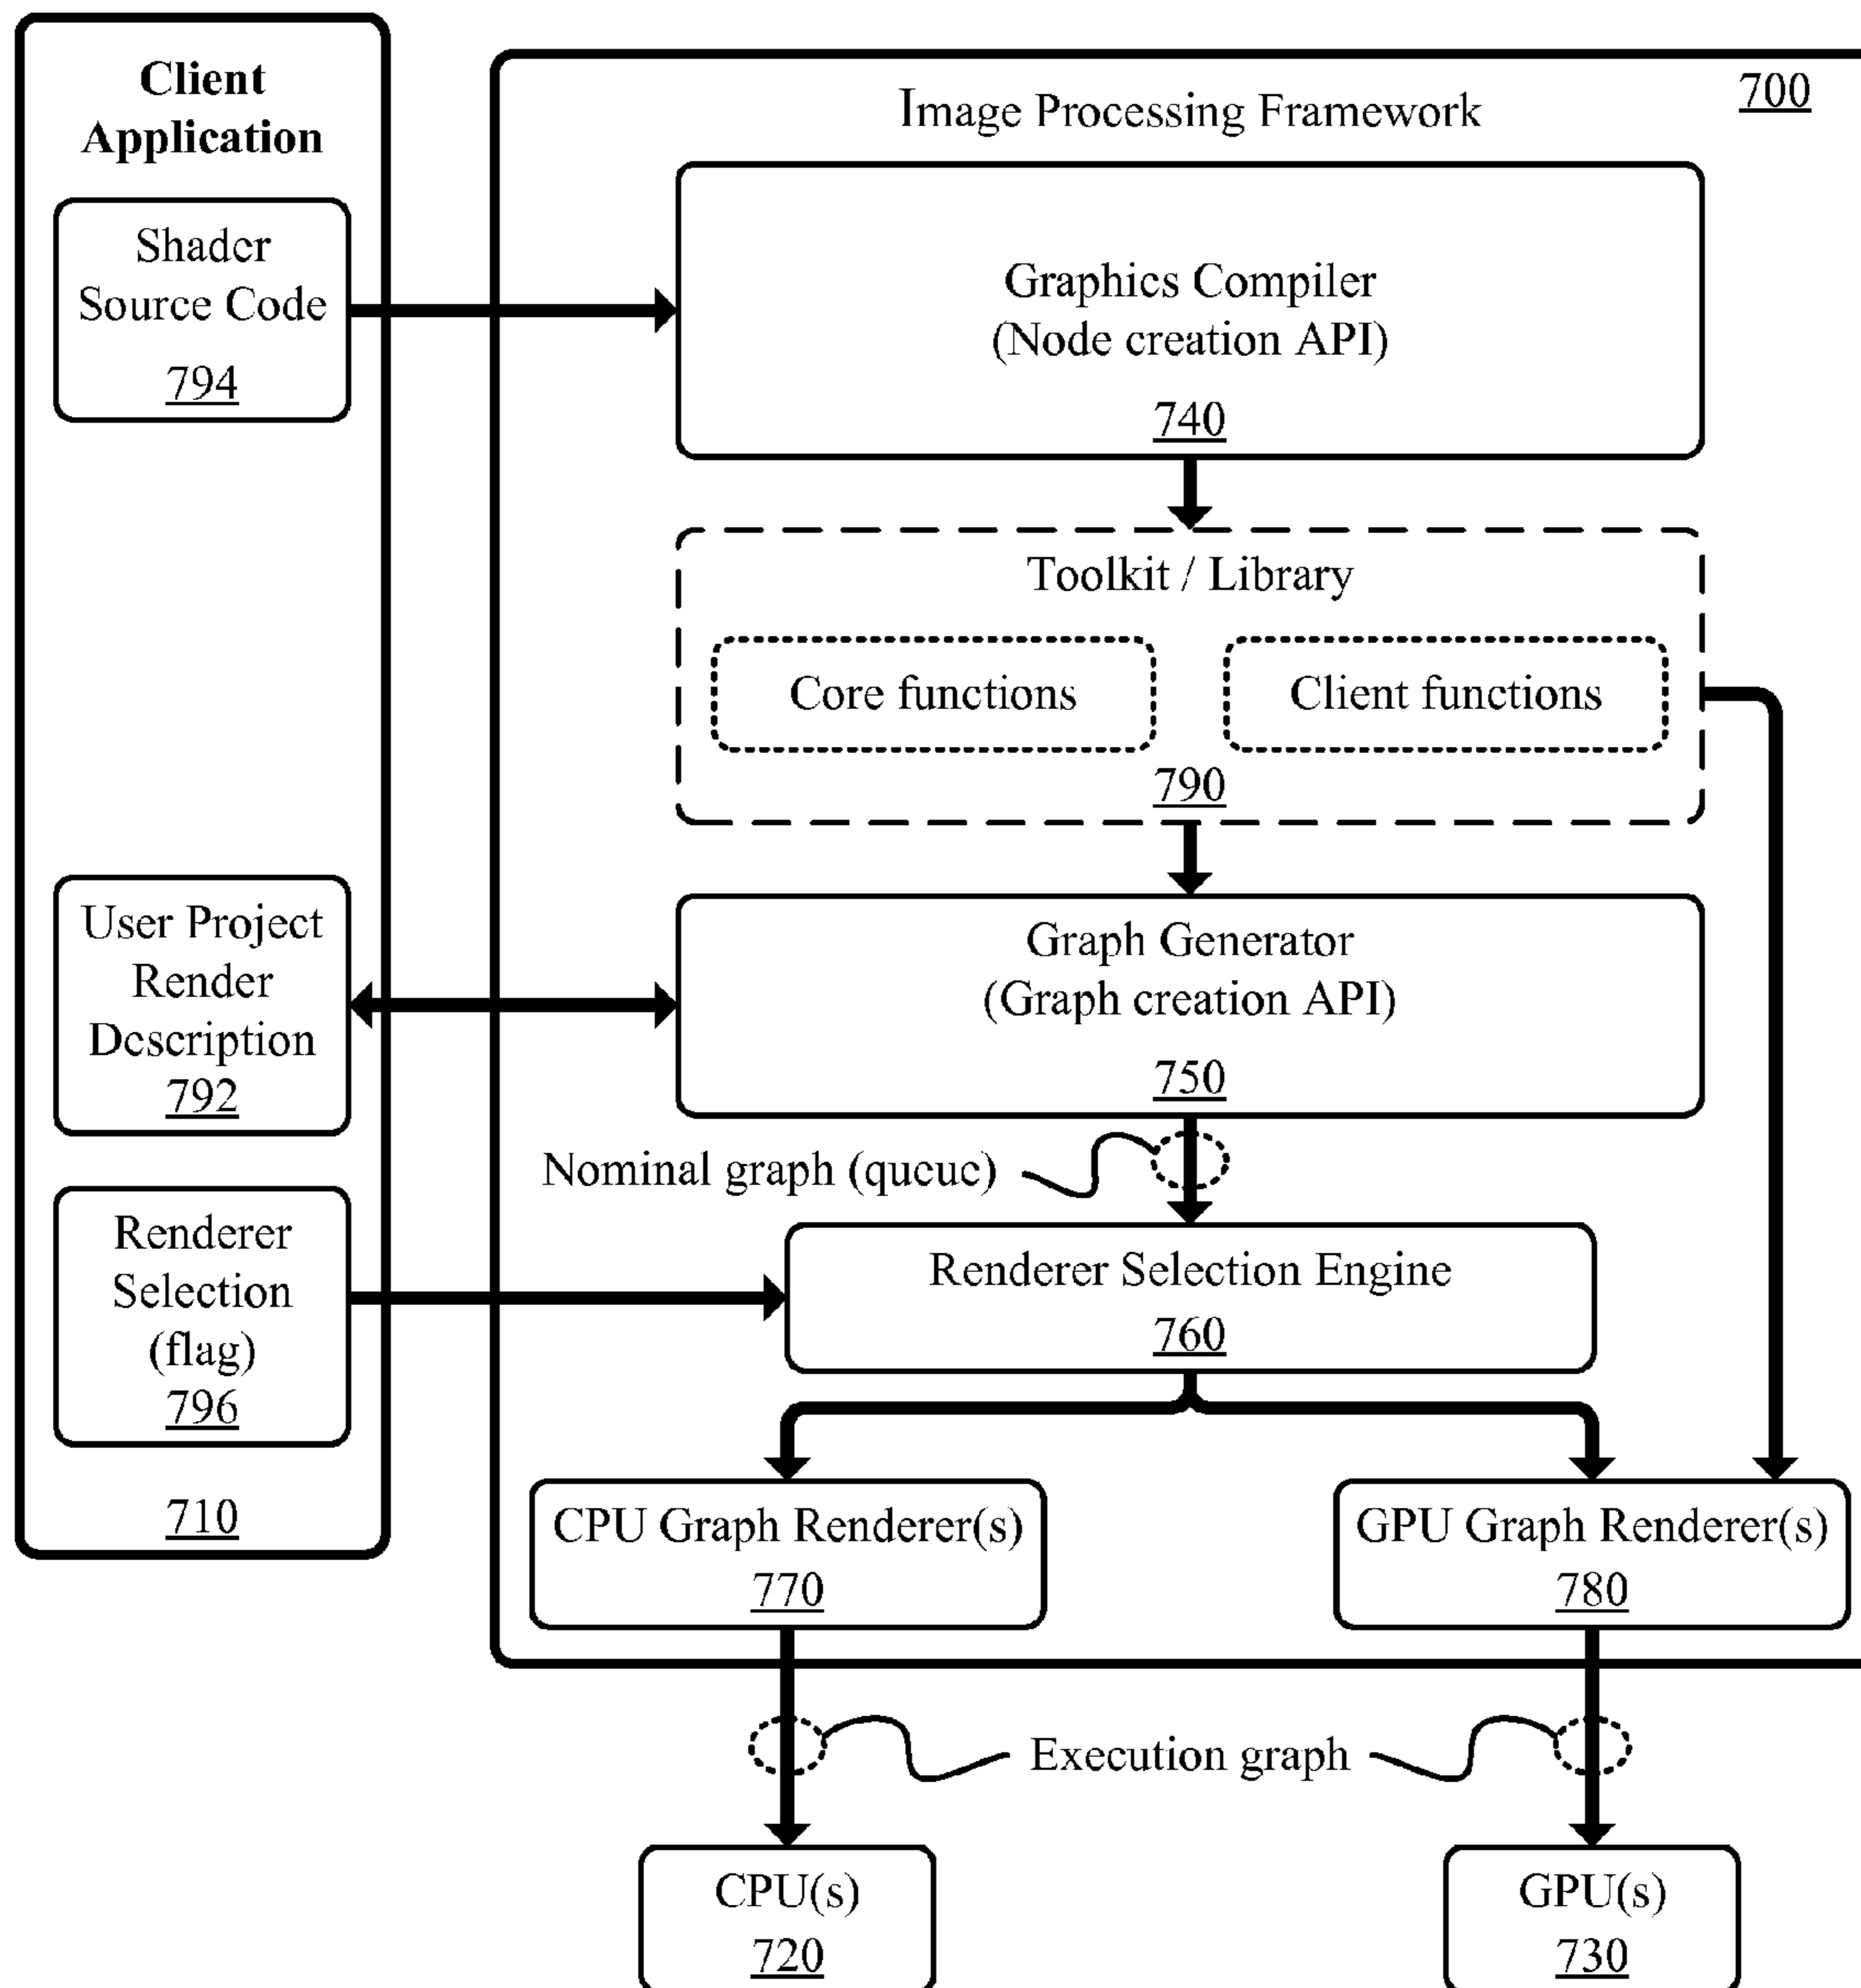 Client
Application
Shader
Source Code
794
User Project
Render
Description
792
Renderer
Selection
(flag)
796
710
Image Processing Framework
700
Graphics Compiler
(Node creation API)
740
Toolkit / Library
Core functions
Client functions
790
Graph Generator
(Graph creation API)
750
Nominal graph (queue)
Renderer Selection Engine
760
CPU Graph Renderer(s)
770
GPU Graph Renderer(s)
780
Execution graph
CPU(s)
720
GPU(s)
730